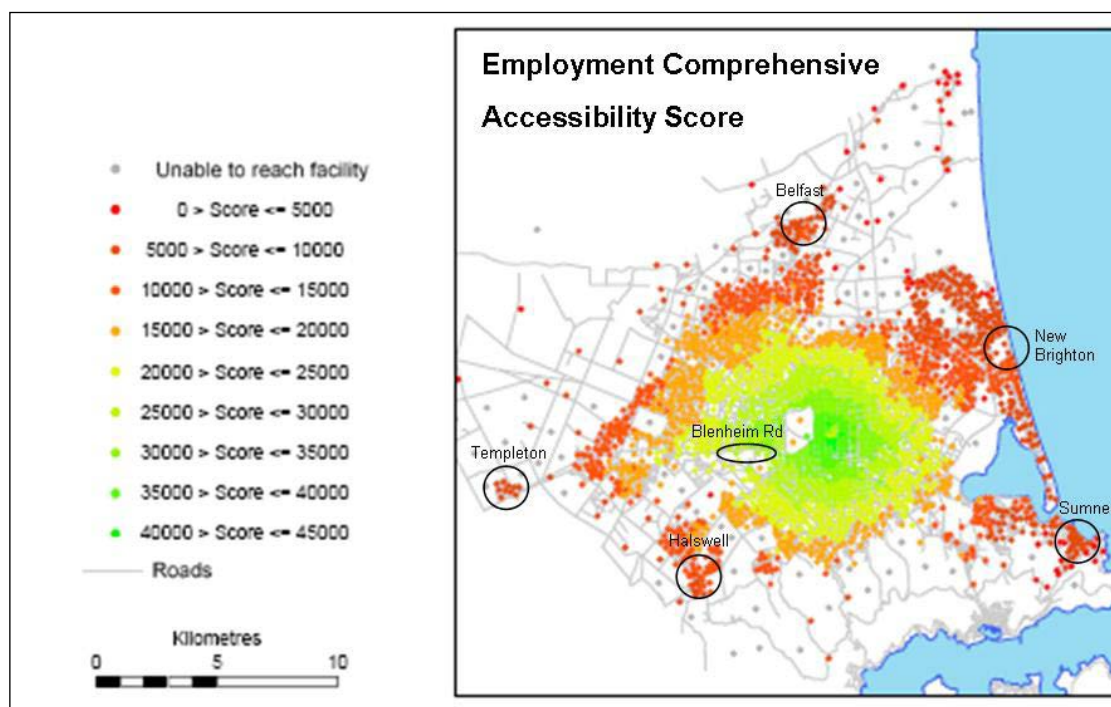 Employment Comprehensive
Accessibility Score
Unable to reach facility
0 > Score <= 5000
5000 > Score <= 10000
10000 > Score <= 15000
15000 > Score <= 20000
20000 > Score <= 25000
25000 > Score <= 30000
30000 > Score <= 35000
35000 > Score <= 40000
40000 > Score <= 45000
Roads
Kilometres
0 5 10
Belfast
New
Brighton
Blenheim Rd
Templeton
Sumne
Halswell